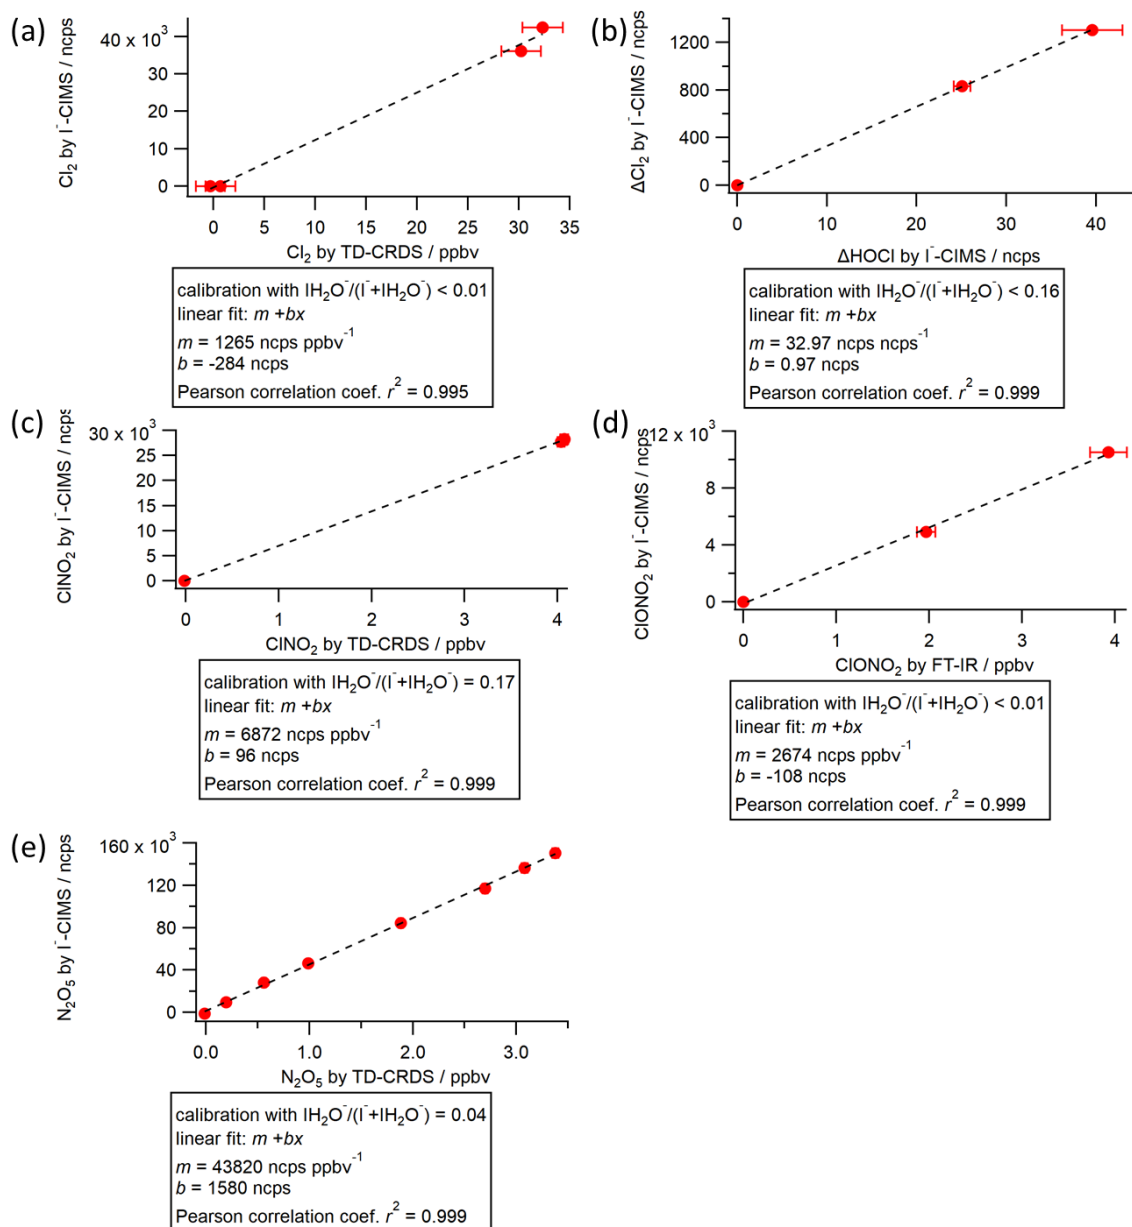 (a)
40 x 10³
30
20
10
0
Cl₂ by I⁻-CIMS / ncps
0 5 10 15 20 25 30 35
Cl₂ by TD-CRDS / ppbv
calibration with IH₂O⁻/(I⁻+IH₂O⁻) < 0.01
linear fit: m +bx
m = 1265 ncps ppbv⁻¹
b = -284 ncps
Pearson correlation coef. r² = 0.995
(b)
1200
800
400
0
ΔCl₂ by I⁻-CIMS / ncps
0 10 20 30 40
ΔHOCl by I⁻-CIMS / ncps
calibration with IH₂O⁻/(I⁻+IH₂O⁻) < 0.16
linear fit: m +bx
m = 32.97 ncps ncps⁻¹
b = 0.97 ncps
Pearson correlation coef. r² = 0.999
(c)
30 x 10³
25
20
15
10
5
0
ClNO₂ by I⁻-CIMS / ncps
0 1 2 3 4
ClNO₂ by TD-CRDS / ppbv
calibration with IH₂O⁻/(I⁻+IH₂O⁻) = 0.17
linear fit: m +bx
m = 6872 ncps ppbv⁻¹
b = 96 ncps
Pearson correlation coef. r² = 0.999
(d)
12 x 10³
8
4
0
ClONO₂ by I⁻-CIMS / ncps
0 1 2 3 4
ClONO₂ by FT-IR / ppbv
calibration with IH₂O⁻/(I⁻+IH₂O⁻) < 0.01
linear fit: m +bx
m = 2674 ncps ppbv⁻¹
b = -108 ncps
Pearson correlation coef. r² = 0.999
(e)
160 x 10³
120
80
40
0
N₂O₅ by I⁻-CIMS / ncps
0.0 1.0 2.0 3.0
N₂O₅ by TD-CRDS / ppbv
calibration with IH₂O⁻/(I⁻+IH₂O⁻) = 0.04
linear fit: m +bx
m = 43820 ncps ppbv⁻¹
b = 1580 ncps
Pearson correlation coef. r² = 0.999